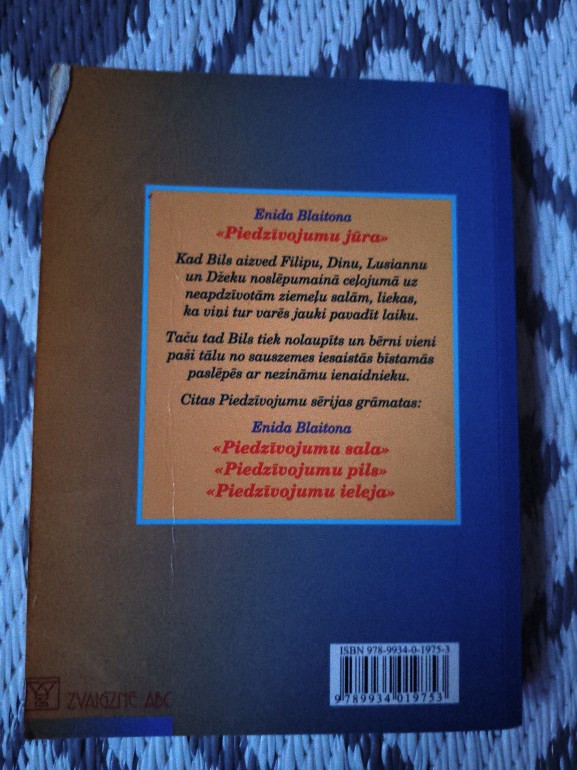 Enida Blaitona
«Piedzīvojumu jūra»
Kad Bils aizved Filipu, Dinu, Lusiannu
un Džeku noslēpumainā ceļojumā uz
neapdzīvotām ziemeļu salām, liekas,
ka viņi tur varēs jauki pavadīt laiku.
Taču tad Bils tiek nolaupīts un bērni vieni
paši tālu no sauszemes iesaistās bīstamās
paslēpēs ar nezināmu ienaidnieku.
Citas Piedzīvojumu sērijas grāmatas:
Enida Blaitona
«Piedzīvojumu sala»
«Piedzīvojumu pils»
«Piedzīvojumu ieleja»
ISBN 978-9934-0-1975-3
9 789934 019753
ZVAIGZNE ABC